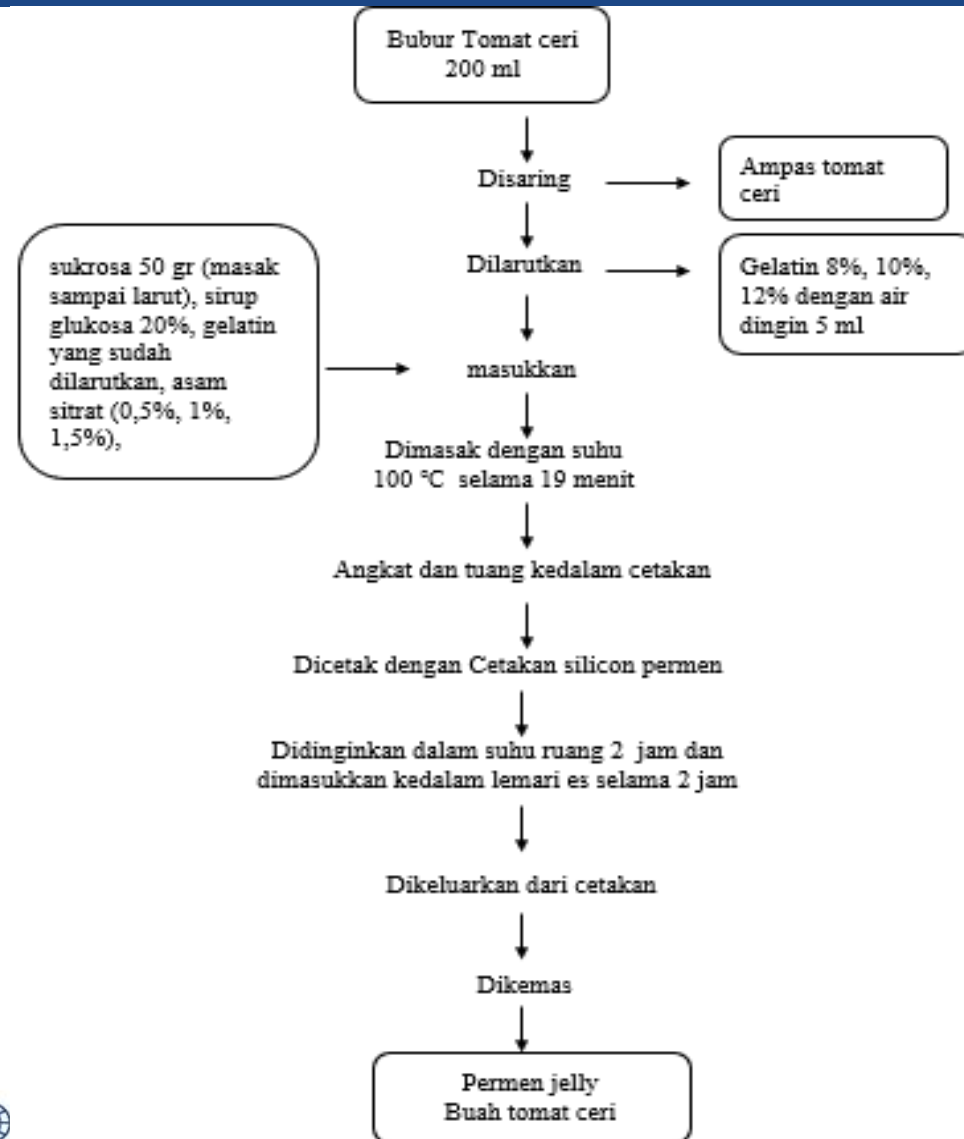 Bubur Tomat ceri
200 ml
Disaring
Ampas tomat
ceri
Dilarutkan
Gelatin 8%, 10%,
12% dengan air
dingin 5 ml
sukrosa 50 gr (masak
sampai larut), sirup
glukosa 20%, gelatin
yang sudah
dilarutkan, asam
sitrat (0,5%, 1%,
1,5%),
masukkan
Dimasak dengan suhu
100 °C selama 19 menit
Angkat dan tuang kedalam cetakan
Dicetak dengan Cetakan silicon permen
Didinginkan dalam suhu ruang 2 jam dan
dimasukkan kedalam lemari es selama 2 jam
Dikeluarkan dari cetakan
Dikemas
Permen jelly
Buah tomat ceri